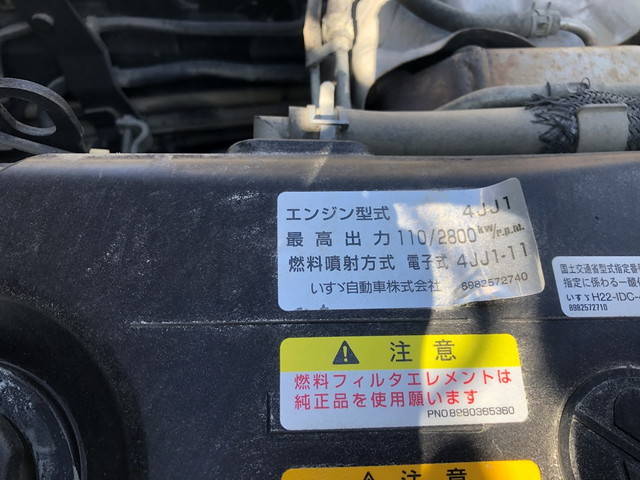 エンジン型式 4JJ1
最高出力 110/2800 kw/r.p.m.
燃料噴射方式 電子式 4JJ1-11
いすゞ自動車株式会社 8982572740
国土交通省型式指定番号
指定に係わる一酸化
いすゞH22-IDC-
8982572710
注意
燃料フィルタエレメントは
純正品を使用願います
PNO8980365360
注意